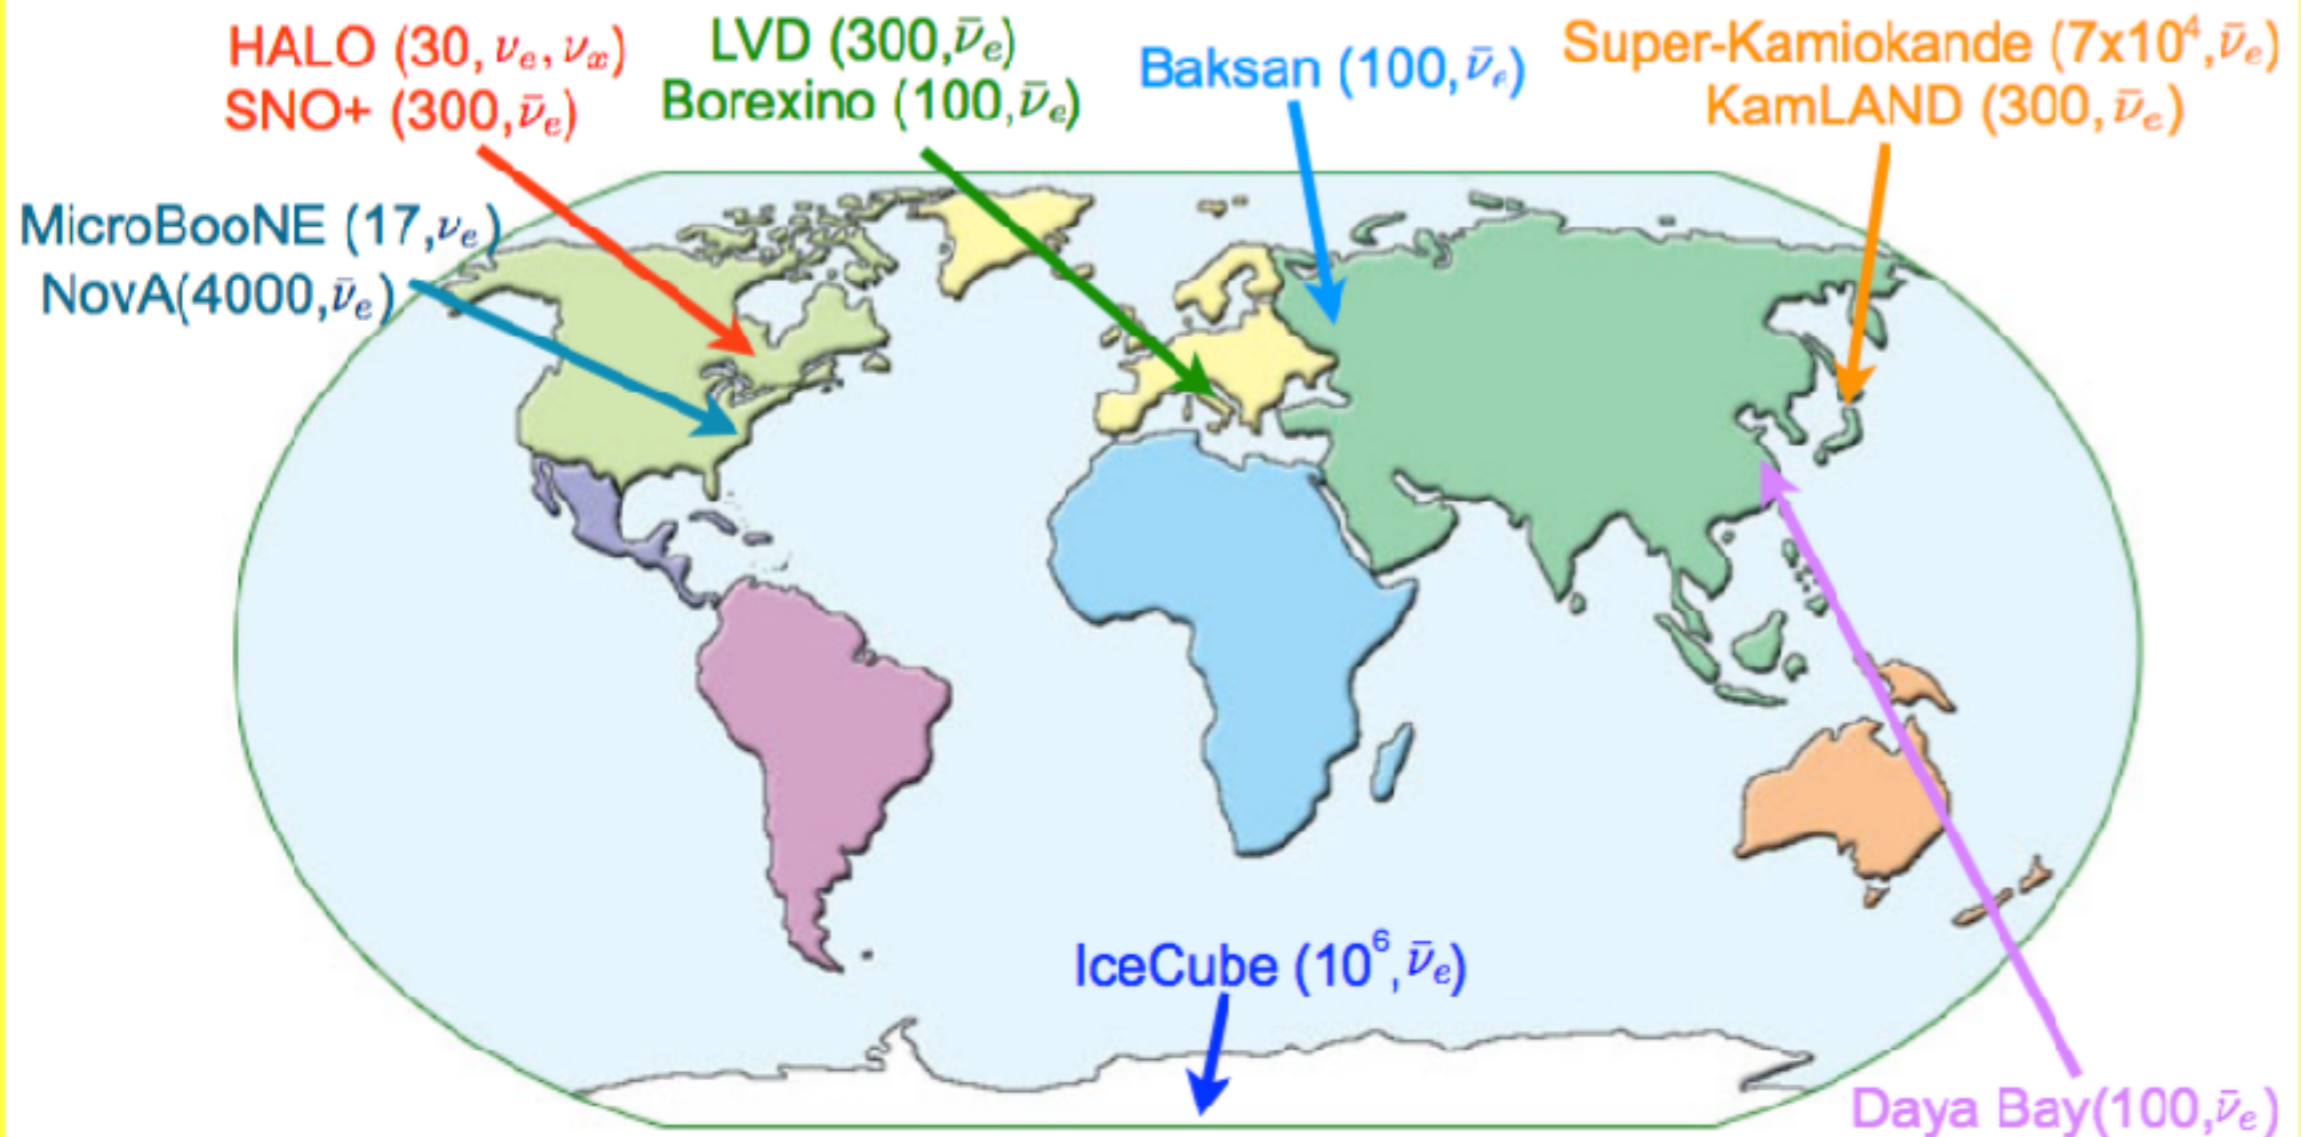 HALO (30, νₑ, νₓ)
SNO+ (300, ν̄ₑ)
LVD (300, ν̄ₑ)
Borexino (100, ν̄ₑ)
Baksan (100, ν̄ₑ)
Super-Kamiokande (7x10⁴, ν̄ₑ)
KamLAND (300, ν̄ₑ)
MicroBooNE (17, νₑ)
NovA(4000, ν̄ₑ)
IceCube (10⁶, ν̄ₑ)
Daya Bay(100, ν̄ₑ)